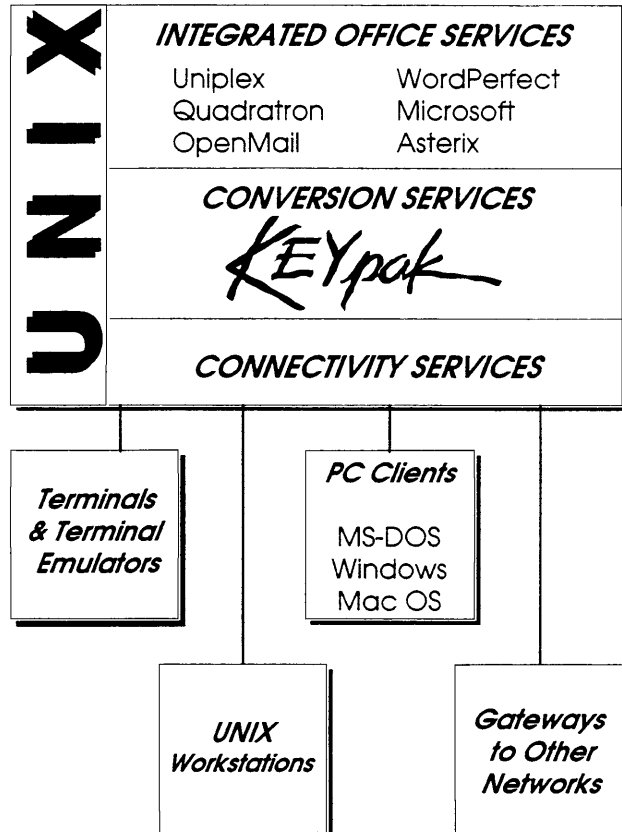 UNIX
INTEGRATED OFFICE SERVICES
Uniplex WordPerfect
Quadratron Microsoft
OpenMail Asterix
CONVERSION SERVICES
KEYpak
CONNECTIVITY SERVICES
Terminals
& Terminal
Emulators
PC Clients
MS-DOS
Windows
Mac OS
UNIX
Workstations
Gateways
to Other
Networks